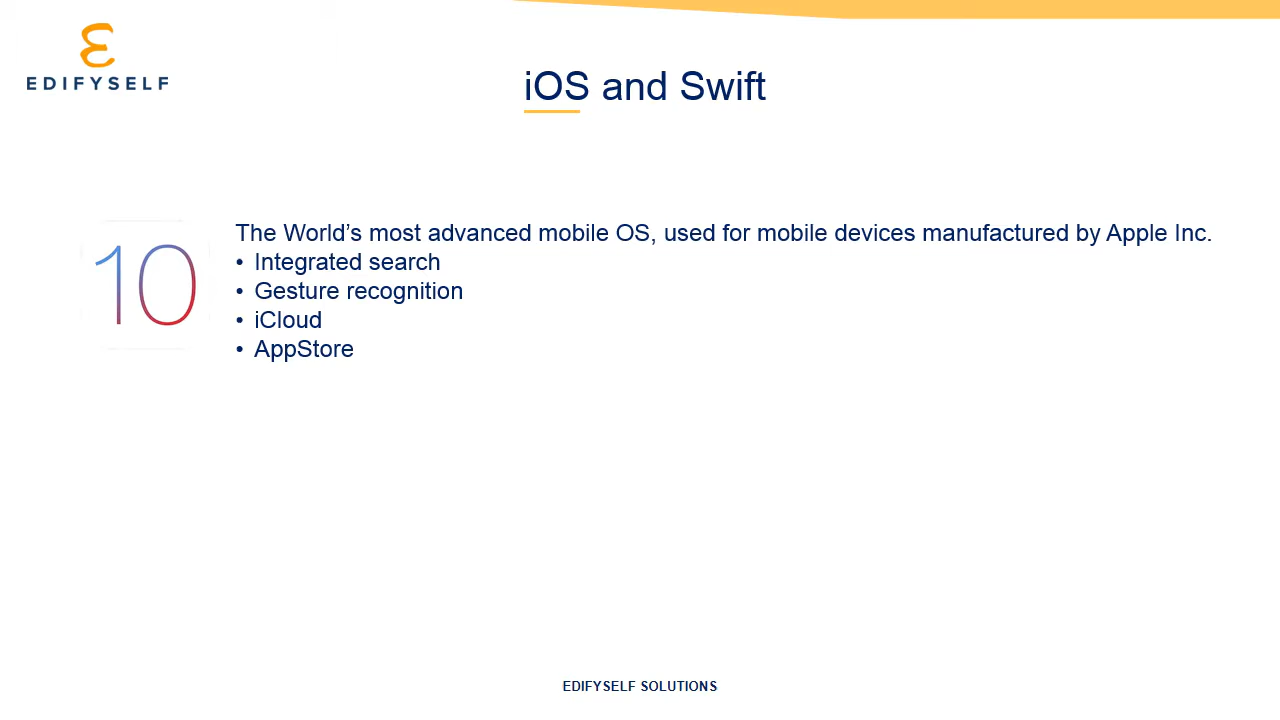 EDIFYSELF
iOS and Swift
10
The World’s most advanced mobile OS, used for mobile devices manufactured by Apple Inc.
• Integrated search
• Gesture recognition
• iCloud
• AppStore
EDIFYSELF SOLUTIONS